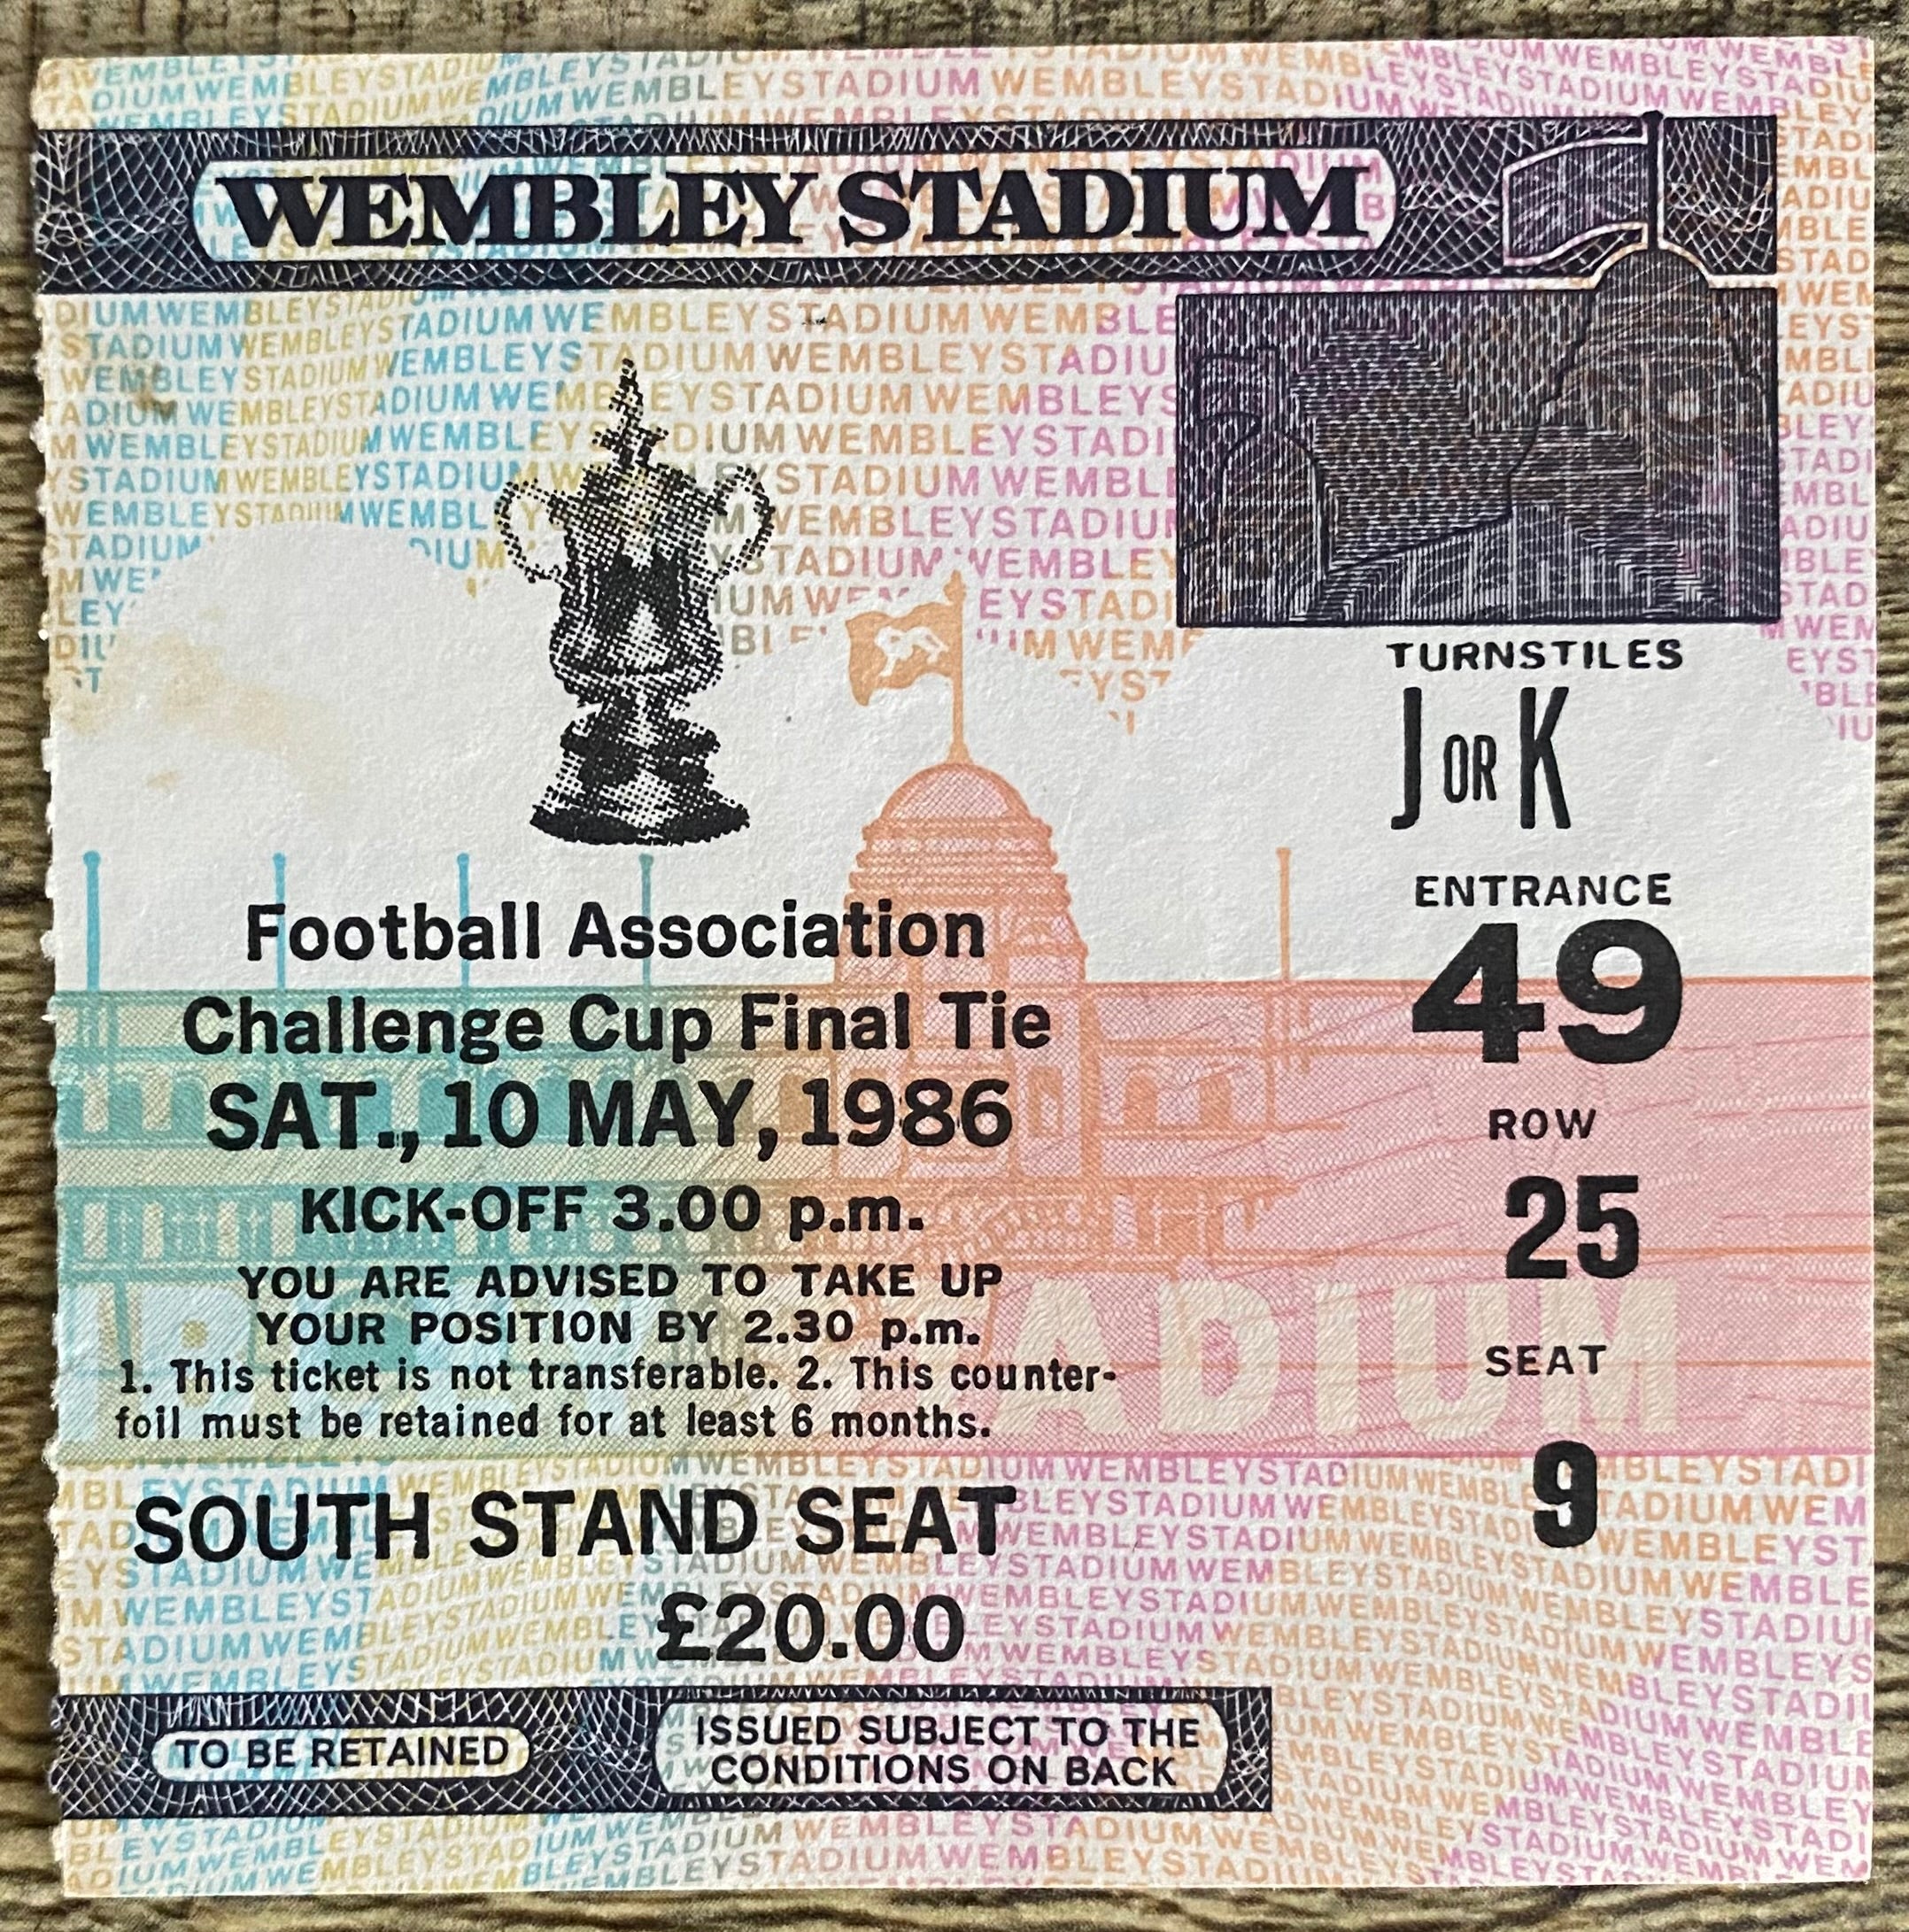 WEMBLEY STADIUM
TURNSTILES
J OR K
ENTRANCE
49
ROW
25
SEAT
9
Football Association
Challenge Cup Final Tie
SAT., 10 MAY, 1986
KICK-OFF 3.00 p.m.
YOU ARE ADVISED TO TAKE UP
YOUR POSITION BY 2.30 p.m.
1. This ticket is not transferable. 2. This counter-
foil must be retained for at least 6 months.
SOUTH STAND SEAT
£20.00
TO BE RETAINED
ISSUED SUBJECT TO THE
CONDITIONS ON BACK